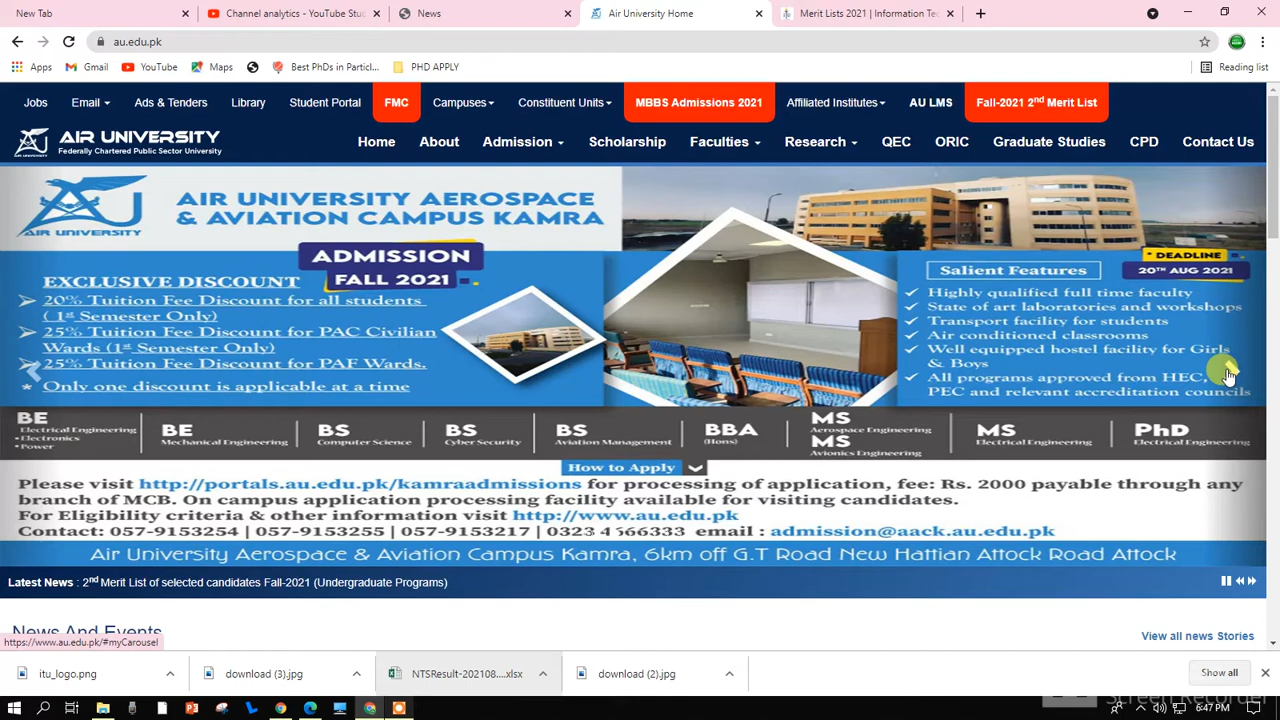 New Tab
Channel analytics - YouTube Stud
News
Air University Home
Merit Lists 2021 | Information Tec
au.edu.pk
Apps
Gmail
YouTube
Maps
Best PhDs in Particl...
PHD APPLY
Reading list
Jobs
Email
Ads & Tenders
Library
Student Portal
FMC
Campuses
Constituent Units
MBBS Admissions 2021
Affiliated Institutes
AU LMS
Fall-2021 2nd Merit List
AIR UNIVERSITY
Federally Chartered Public Sector University
Home
About
Admission
Scholarship
Faculties
Research
QEC
ORIC
Graduate Studies
CPD
Contact Us
AIR UNIVERSITY
AIR UNIVERSITY AEROSPACE
& AVIATION CAMPUS KAMRA
ADMISSION
FALL 2021
EXCLUSIVE DISCOUNT
20% Tuition Fee Discount for all students
(1st Semester Only)
25% Tuition Fee Discount for PAC Civilian
Wards (1st Semester Only)
25% Tuition Fee Discount for PAF Wards.
* Only one discount is applicable at a time
DEADLINE
20TH AUG 2021
Salient Features
Highly qualified full time faculty
State of art laboratories and workshops
Transport facility for students
Air conditioned classrooms
Well equipped hostel facility for Girls
& Boys
All programs approved from HEC,
PEC and relevant accreditation councils
BE
Electrical Engineering
• Electronics
• Power
BE
Mechanical Engineering
BS
Computer Science
BS
Cyber Security
BS
Aviation Management
BBA
(Hons)
MS
Aerospace Engineering
MS
Avionics Engineering
MS
Electrical Engineering
PhD
Electrical Engineering
How to Apply
Please visit http://portals.au.edu.pk/kamraadmissions for processing of application, fee: Rs. 2000 payable through any
branch of MCB. On campus application processing facility available for visiting candidates.
For Eligibility criteria & other information visit http://www.au.edu.pk
Contact: 057-9153254 | 057-9153255 | 057-9153217 | email : admission@aack.au.edu.pk
Air University Aerospace & Aviation Campus Kamra, 6km off G.T Road New Hattian Attock Road Attock
Latest News : 2nd Merit List of selected candidates Fall-2021 (Undergraduate Programs)
News And Events
View all news Stories
https://www.au.edu.pk/#myCarousel
itu_logo.png
download (3).jpg
NTSResult-202108....xlsx
download (2).jpg
Show all
Screen Recorder
6:47 PM